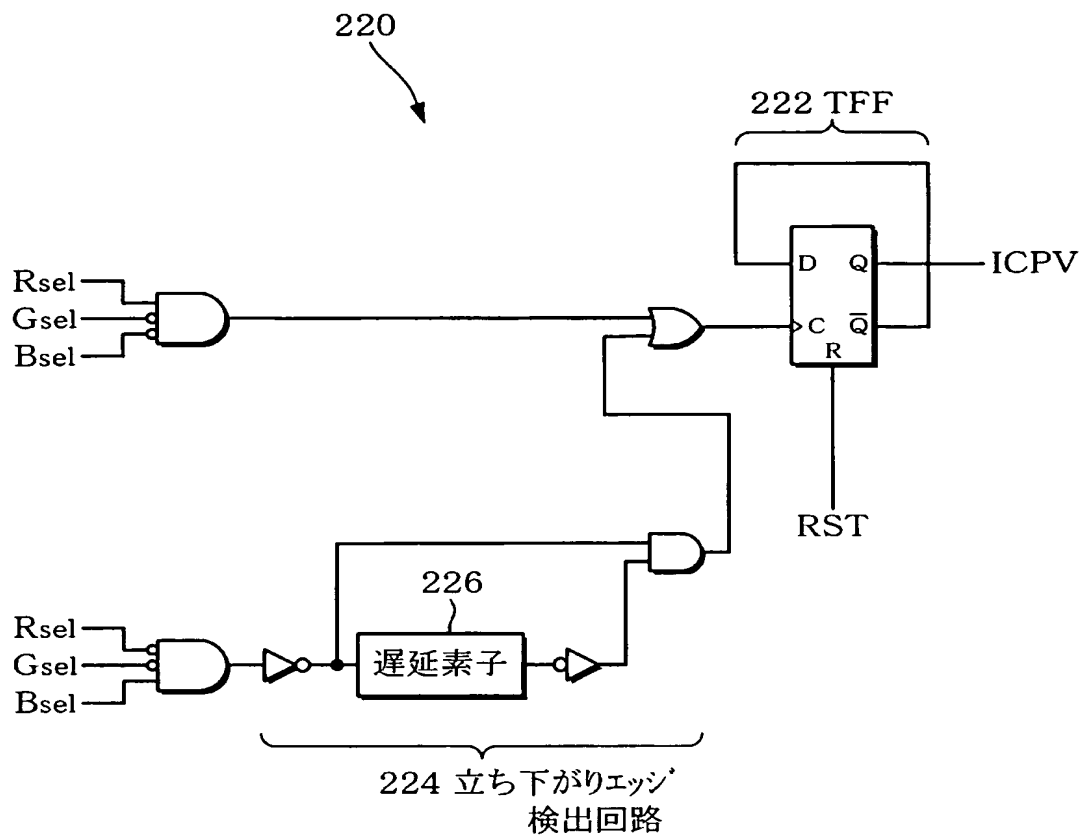 220
222 TFF
Rsel
Gsel
Bsel
D
Q
C
Q̅
R
ICPV
RST
226
Rsel
Gsel
Bsel
遅延素子
224 立ち下がりエッジ
検出回路